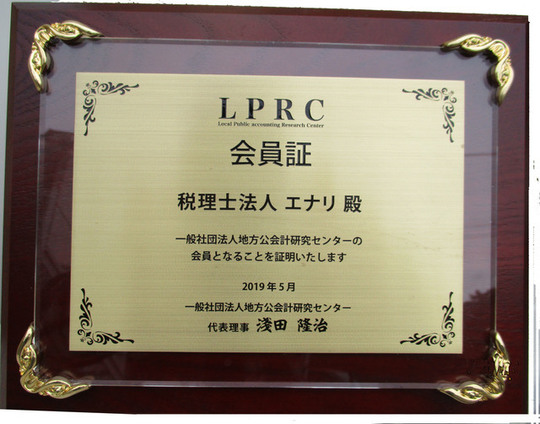 LPRC
Local Public accounting Research Center
会員証
税理士法人 エナリ 殿
一般社団法人地方公会計研究センターの
会員となることを証明いたします
2019年5月
一般社団法人地方公会計研究センター
代表理事 淺田 隆治